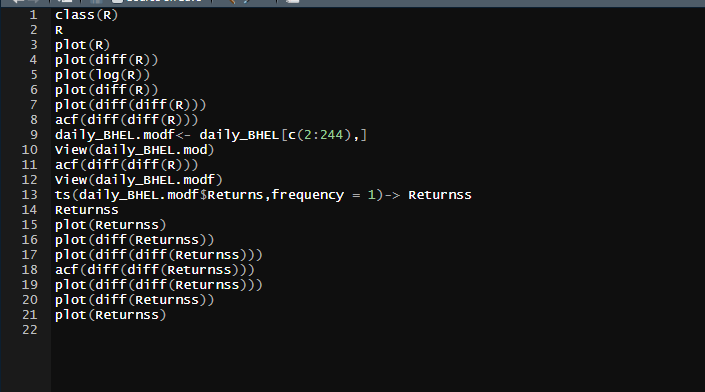 1 class(R)
2 R
3 plot(R)
4 plot(diff(R))
5 plot(log(R))
6 plot(diff(R))
7 plot(diff(diff(R)))
8 acf(diff(diff(R)))
9 daily_BHEL.modf<- daily_BHEL[c(2:244),]
10 View(daily_BHEL.mod)
11 acf(diff(diff(R)))
12 View(daily_BHEL.modf)
13 ts(daily_BHEL.modf$Returns,frequency = 1)-> Returnss
14 Returnss
15 plot(Returnss)
16 plot(diff(Returnss))
17 plot(diff(diff(Returnss)))
18 acf(diff(diff(Returnss)))
19 plot(diff(diff(Returnss)))
20 plot(diff(Returnss))
21 plot(Returnss)
22